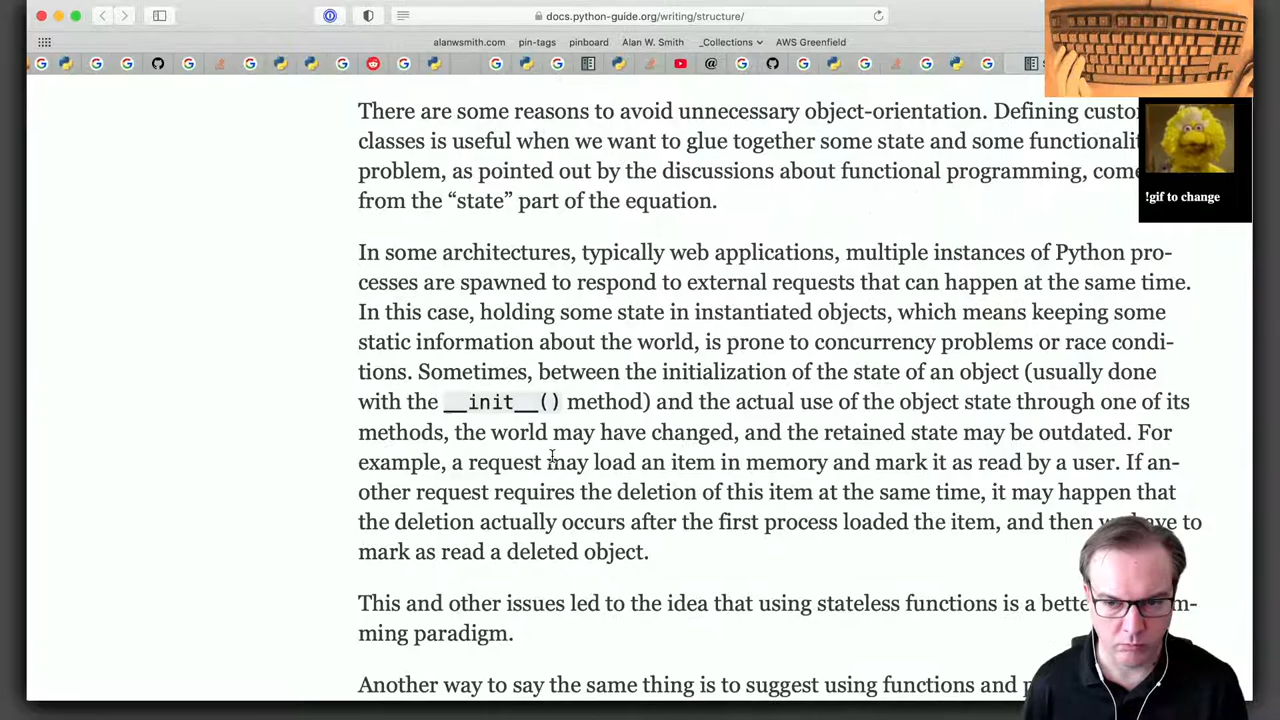 docs.python-guide.org/writing/structure/
alanwsmith.com pin-tags pinboard Alan W. Smith _Collections AWS Greenfield
There are some reasons to avoid unnecessary object-orientation. Defining
classes is useful when we want to glue together some state and some
problem, as pointed out by the discussions about functional programming,
from the “state” part of the equation.
!gif to change
In some architectures, typically web applications, multiple instances of Python pro-
cesses are spawned to respond to external requests that can happen at the same time.
In this case, holding some state in instantiated objects, which means keeping some
static information about the world, is prone to concurrency problems or race condi-
tions. Sometimes, between the initialization of the state of an object (usually done
with the __init__() method) and the actual use of the object state through one of its
methods, the world may have changed, and the retained state may be outdated. For
example, a request may load an item in memory and mark it as read by a user. If an-
other request requires the deletion of this item at the same time, it may happen that
the deletion actually occurs after the first process loaded the item, and then to
mark as read a deleted object.
This and other issues led to the idea that using stateless functions is a
ming paradigm.
Another way to say the same thing is to suggest using functions and